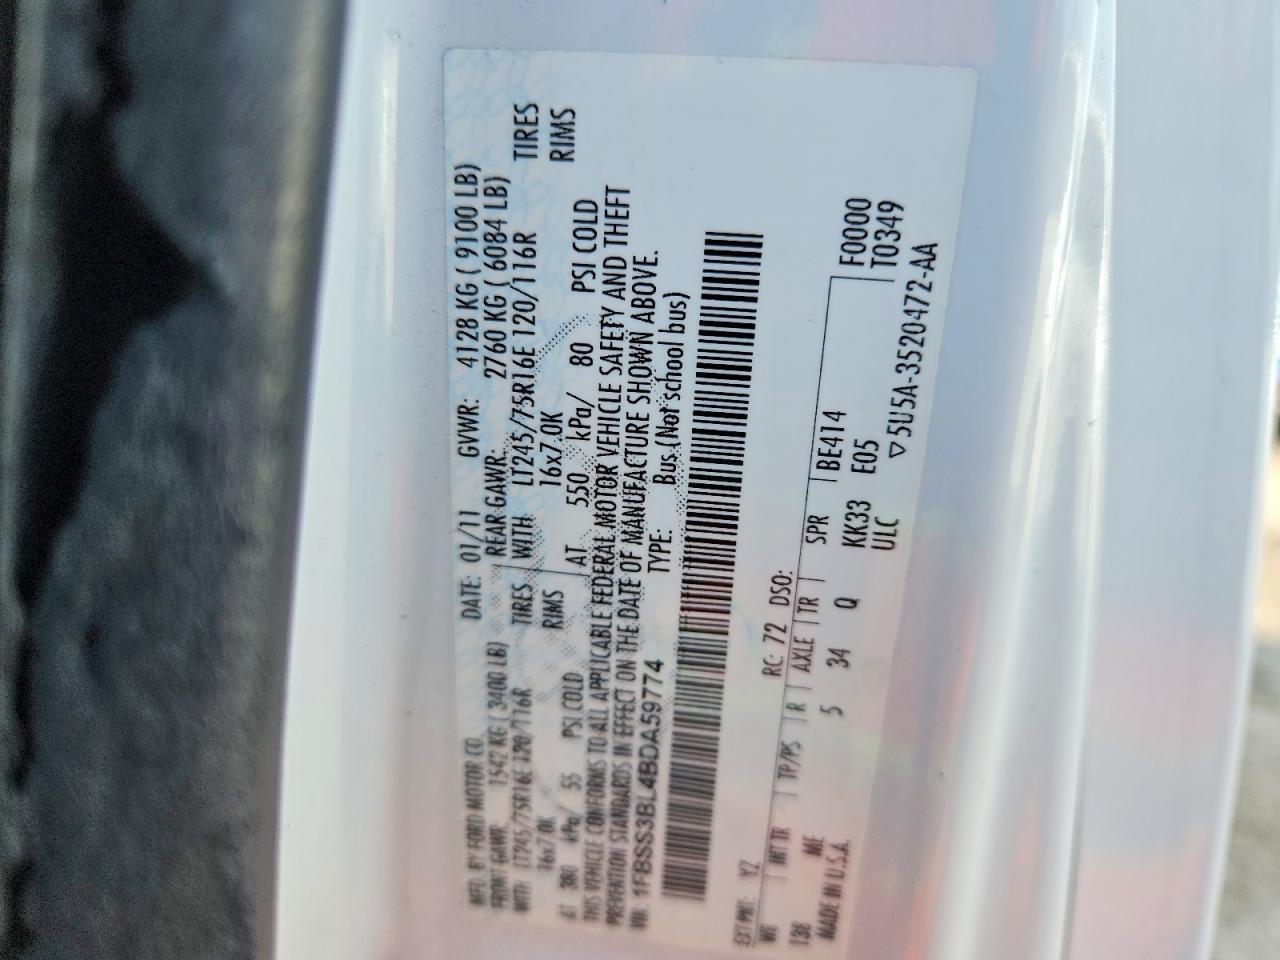 MFD. BY FORD MOTOR CO. DATE: 01/11 GVWR: 4128 KG ( 9100 LB)
FRONT GAWR: 1542 KG ( 3400 LB) REAR GAWR: 2760 KG ( 6084 LB)
WITH LT245/75R16E 120/116R TIRES WITH LT245/75R16E 120/116R TIRES
16x7.0K RIMS 16x7.0K RIMS
AT 380 kPa/ 55 PSI COLD AT 550 kPa/ 80 PSI COLD
THIS VEHICLE CONFORMS TO ALL APPLICABLE FEDERAL MOTOR VEHICLE SAFETY AND THEFT
PREVENTION STANDARDS IN EFFECT ON THE DATE OF MANUFACTURE SHOWN ABOVE.
VIN: 1FBSS3BL4BDA59774 TYPE: Bus (Not school bus)
EXT PNT: YZ RC: 72 DSO:
WB INT TR TP/PS R AXLE TR SPR BE414 F0000
138 ME 5 34 Q KK33 E05 T0349
MADE IN U.S.A. ULC ▽5U5A-3520472-AA